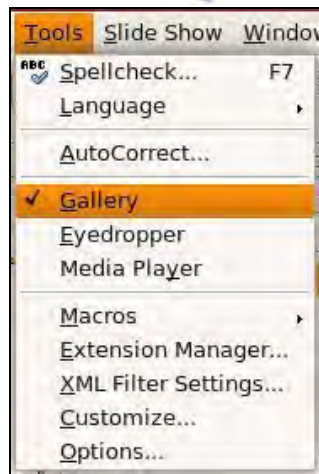 Tools Slide Show Window
ABC Spellcheck... F7
Language
AutoCorrect...
Gallery
Eyedropper
Media Player
Macros
Extension Manager...
XML Filter Settings...
Customize...
Options...